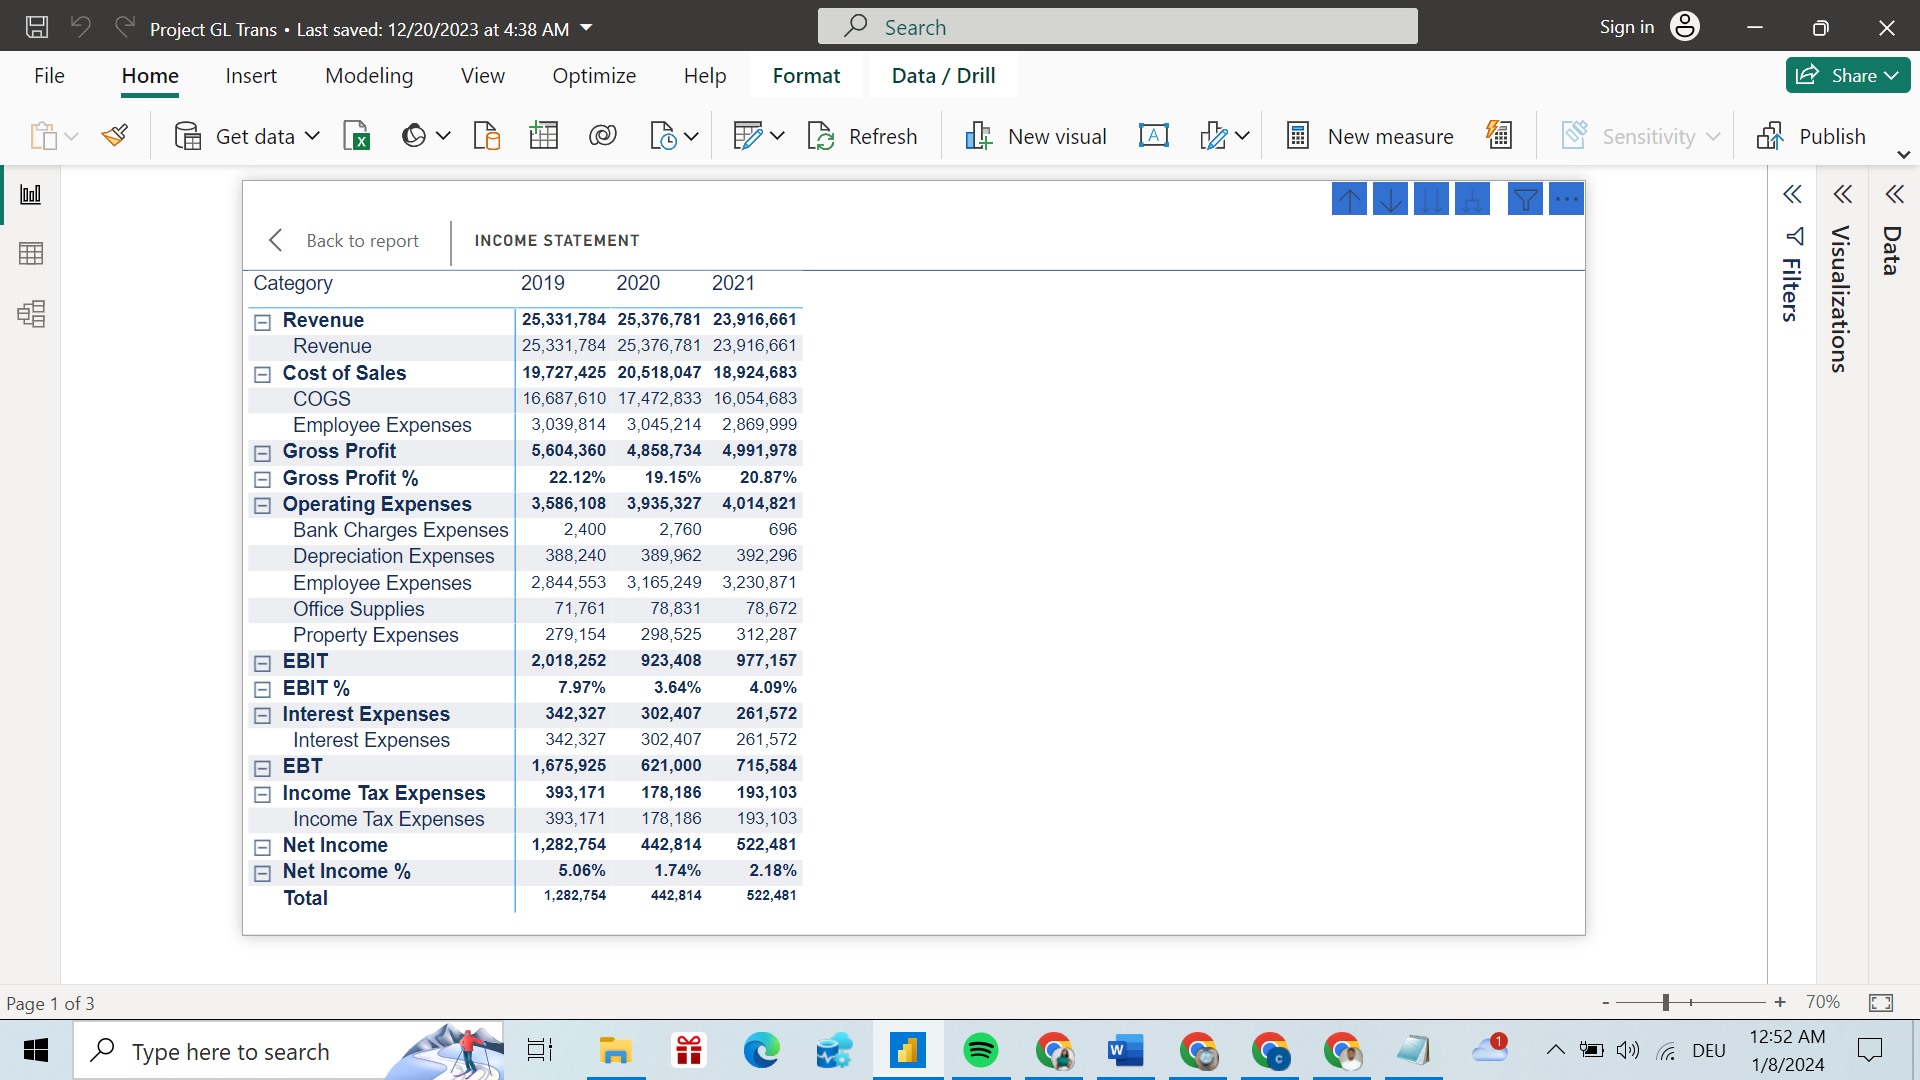 Project GL Trans • Last saved: 12/20/2023 at 4:38 AM
Search
Sign in
File Home Insert Modeling View Optimize Help Format Data / Drill
Share
Get data
Refresh
New visual
A
New measure
Sensitivity
Publish
Back to report
INCOME STATEMENT
Category 2019 2020 2021
Revenue 25,331,784 25,376,781 23,916,661
Revenue 25,331,784 25,376,781 23,916,661
Cost of Sales 19,727,425 20,518,047 18,924,683
COGS 16,687,610 17,472,833 16,054,683
Employee Expenses 3,039,814 3,045,214 2,869,999
Gross Profit 5,604,360 4,858,734 4,991,978
Gross Profit % 22.12% 19.15% 20.87%
Operating Expenses 3,586,108 3,935,327 4,014,821
Bank Charges Expenses 2,400 2,760 696
Depreciation Expenses 388,240 389,962 392,296
Employee Expenses 2,844,553 3,165,249 3,230,871
Office Supplies 71,761 78,831 78,672
Property Expenses 279,154 298,525 312,287
EBIT 2,018,252 923,408 977,157
EBIT % 7.97% 3.64% 4.09%
Interest Expenses 342,327 302,407 261,572
Interest Expenses 342,327 302,407 261,572
EBT 1,675,925 621,000 715,584
Income Tax Expenses 393,171 178,186 193,103
Income Tax Expenses 393,171 178,186 193,103
Net Income 1,282,754 442,814 522,481
Net Income % 5.06% 1.74% 2.18%
Total 1,282,754 442,814 522,481
Filters
Visualizations
Data
Page 1 of 3
- + 70%
Type here to search
W
C
1
DEU
12:52 AM
1/8/2024